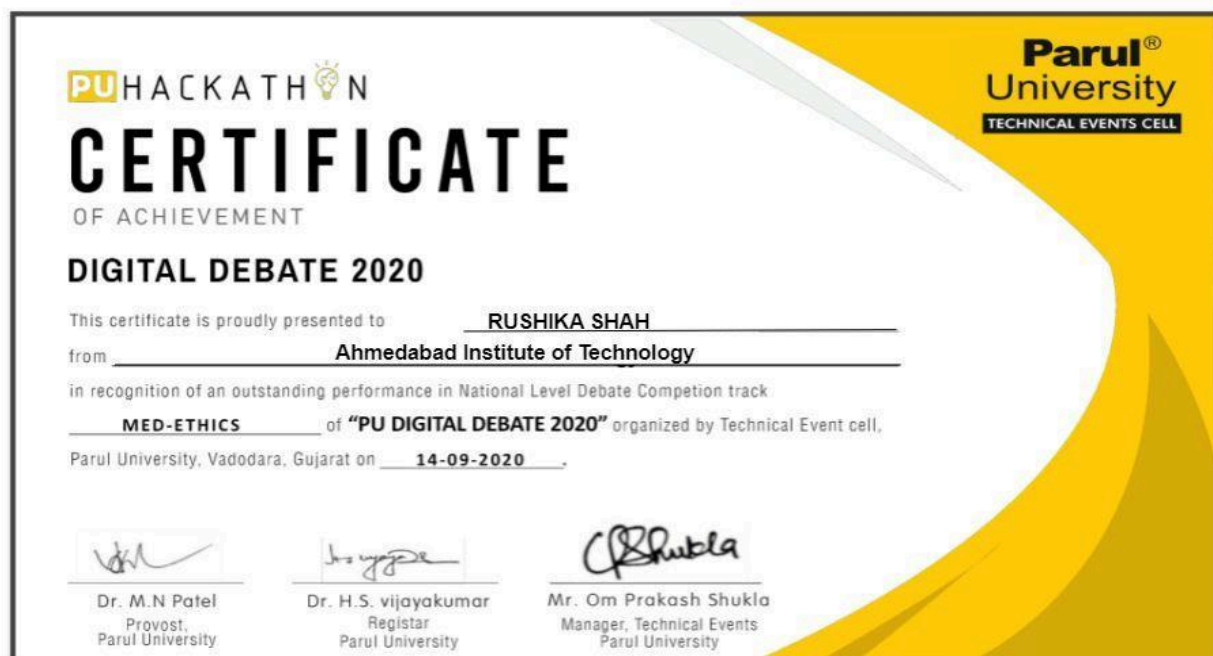 PU HACKATHON
Parul®
University
TECHNICAL EVENTS CELL
CERTIFICATE
OF ACHIEVEMENT
DIGITAL DEBATE 2020
This certificate is proudly presented to RUSHIKA SHAH
from Ahmedabad Institute of Technology
in recognition of an outstanding performance in National Level Debate Competion track
MED-ETHICS of “PU DIGITAL DEBATE 2020” organized by Technical Event cell,
Parul University, Vadodara, Gujarat on 14-09-2020 .
CPShukla
Dr. M.N Patel
Provost,
Parul University
Dr. H.S. vijayakumar
Registar
Parul University
Mr. Om Prakash Shukla
Manager, Technical Events
Parul University